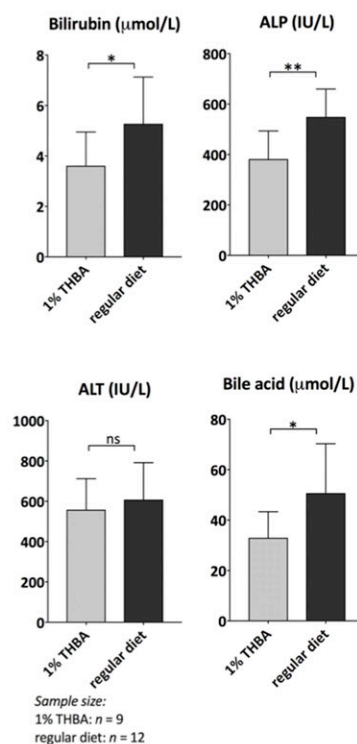 Bilirubin (μmol/L)
8
6
4
2
0
*
1% THBA
regular diet
ALP (IU/L)
800
600
400
200
0
**
1% THBA
regular diet
ALT (IU/L)
1000
800
600
400
200
0
ns
1% THBA
regular diet
Bile acid (μmol/L)
80
60
40
20
0
*
1% THBA
regular diet
Sample size:
1% THBA: n = 9
regular diet: n = 12